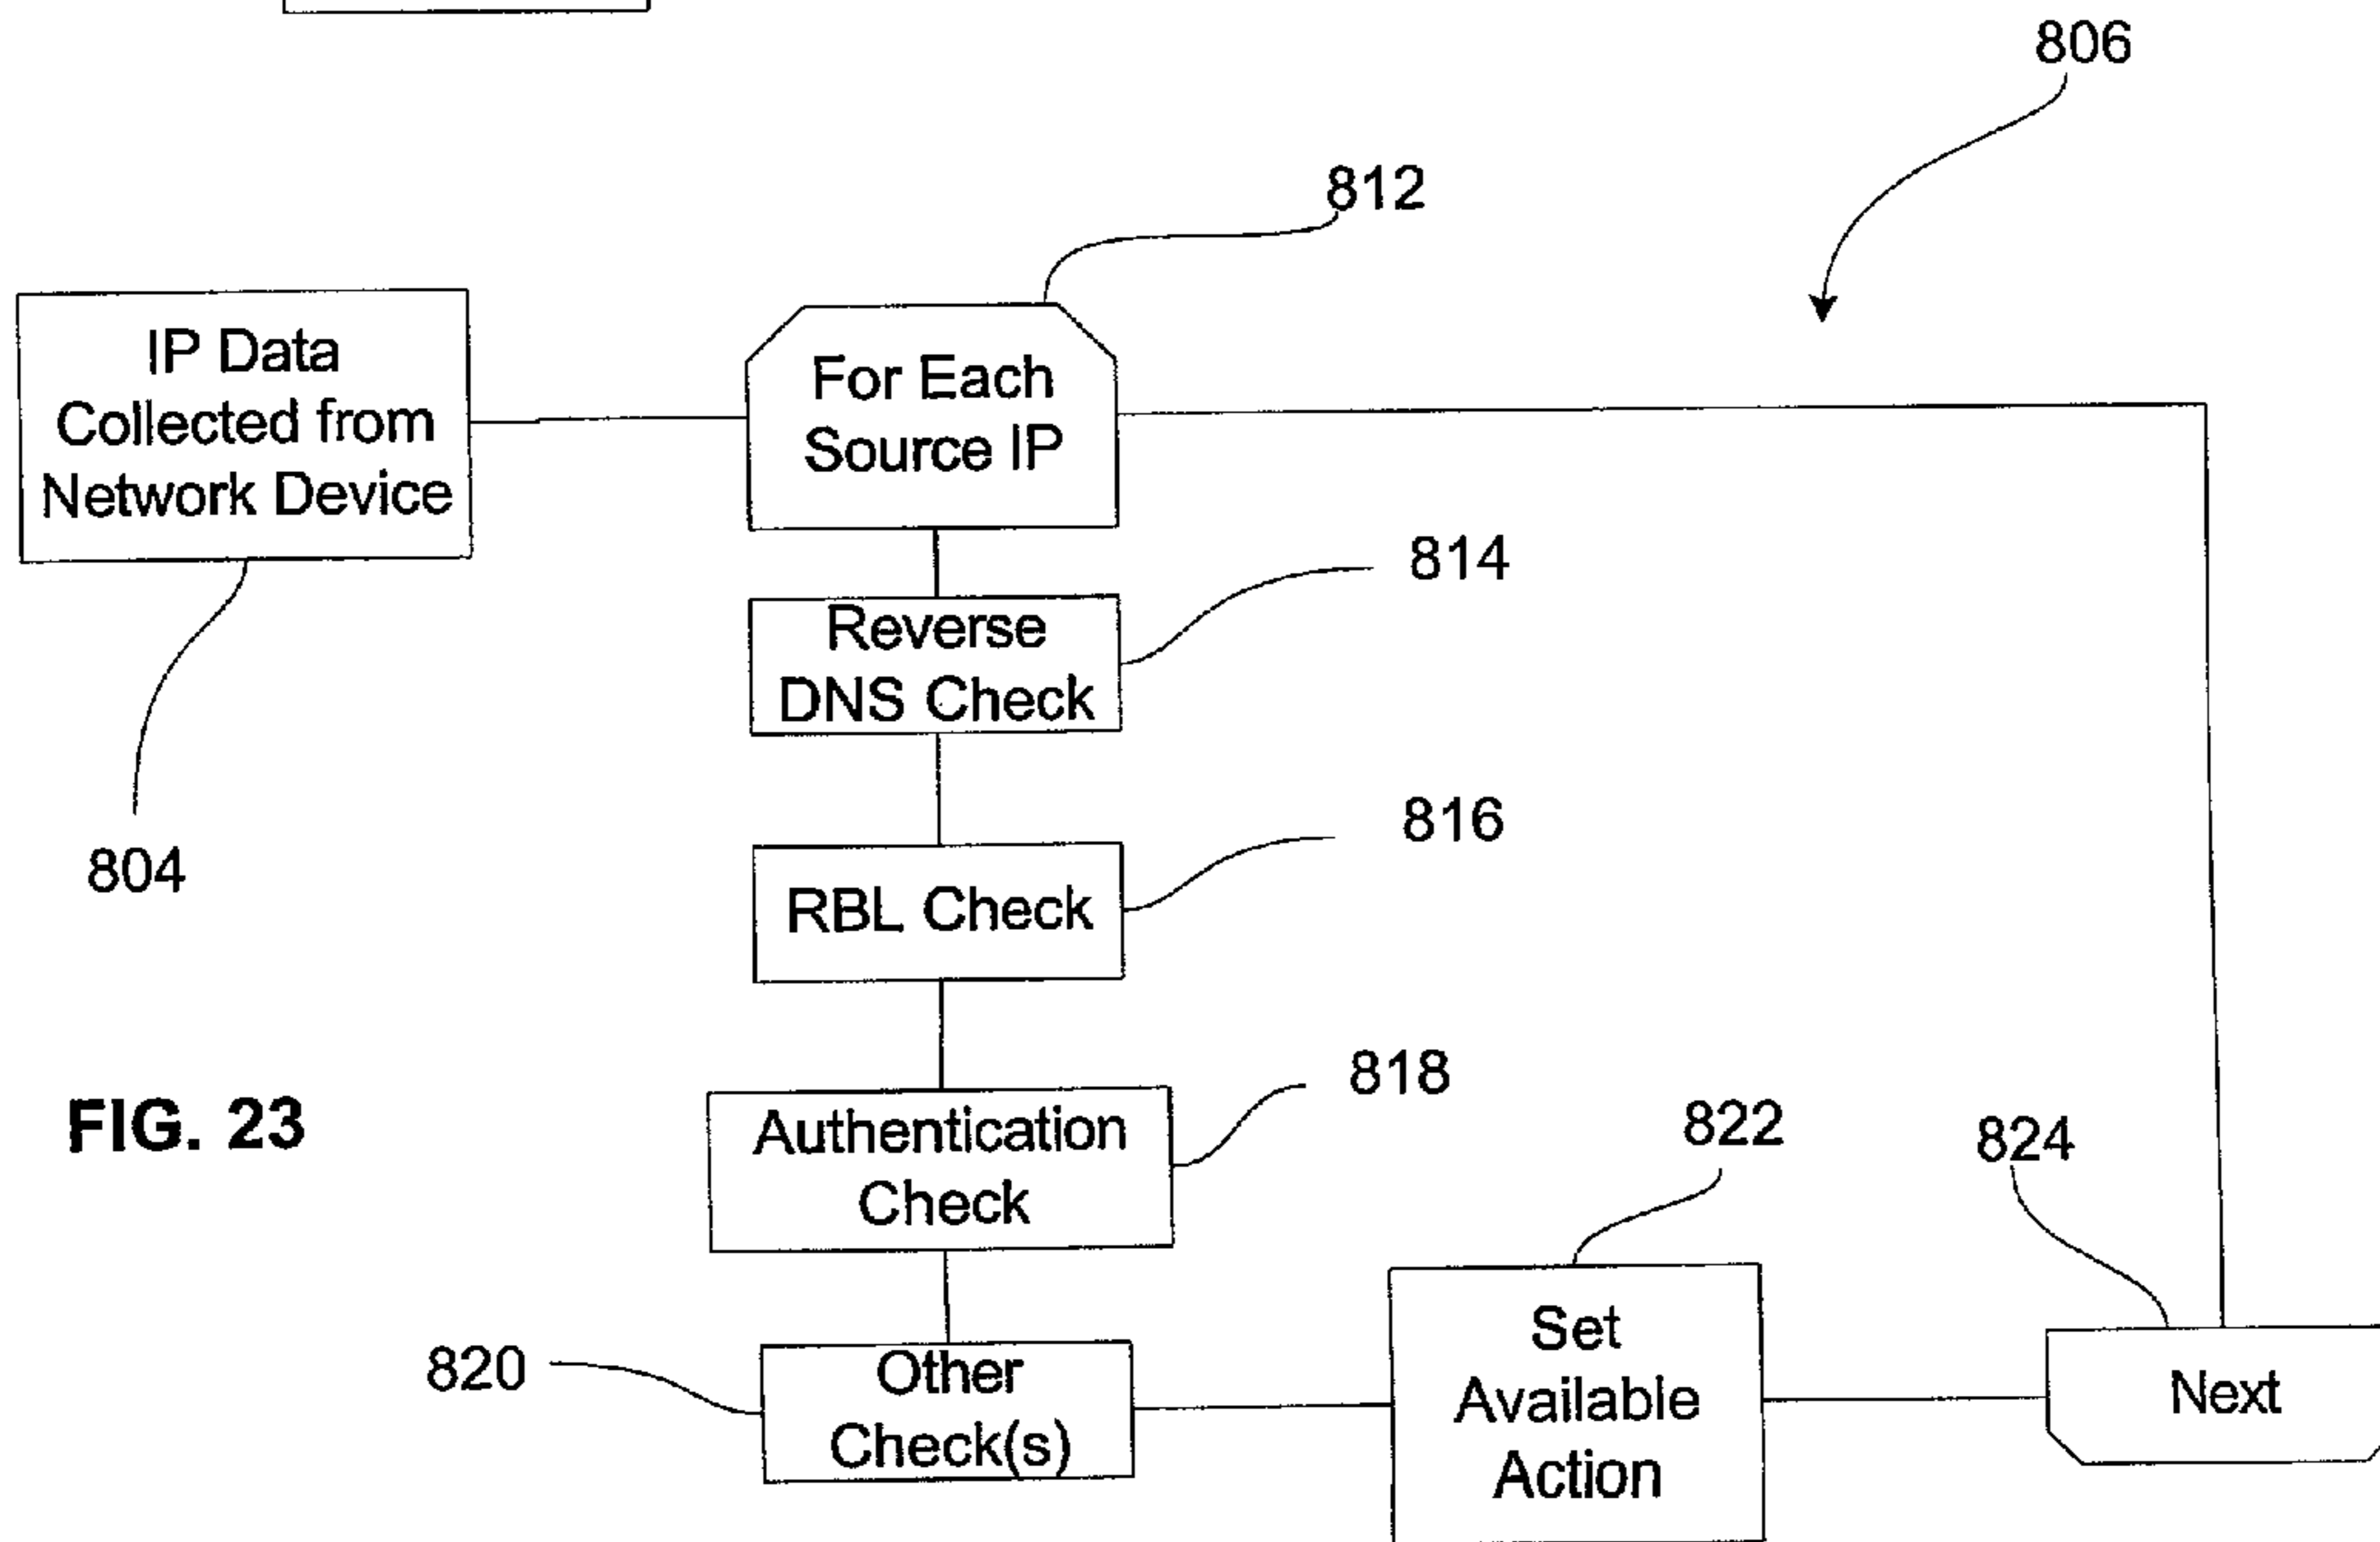 806
812
IP Data
Collected from
Network Device
For Each
Source IP
814
Reverse
DNS Check
816
804
RBL Check
818
FIG. 23
Authentication
Check
822
824
820
Other
Check(s)
Set
Available
Action
Next